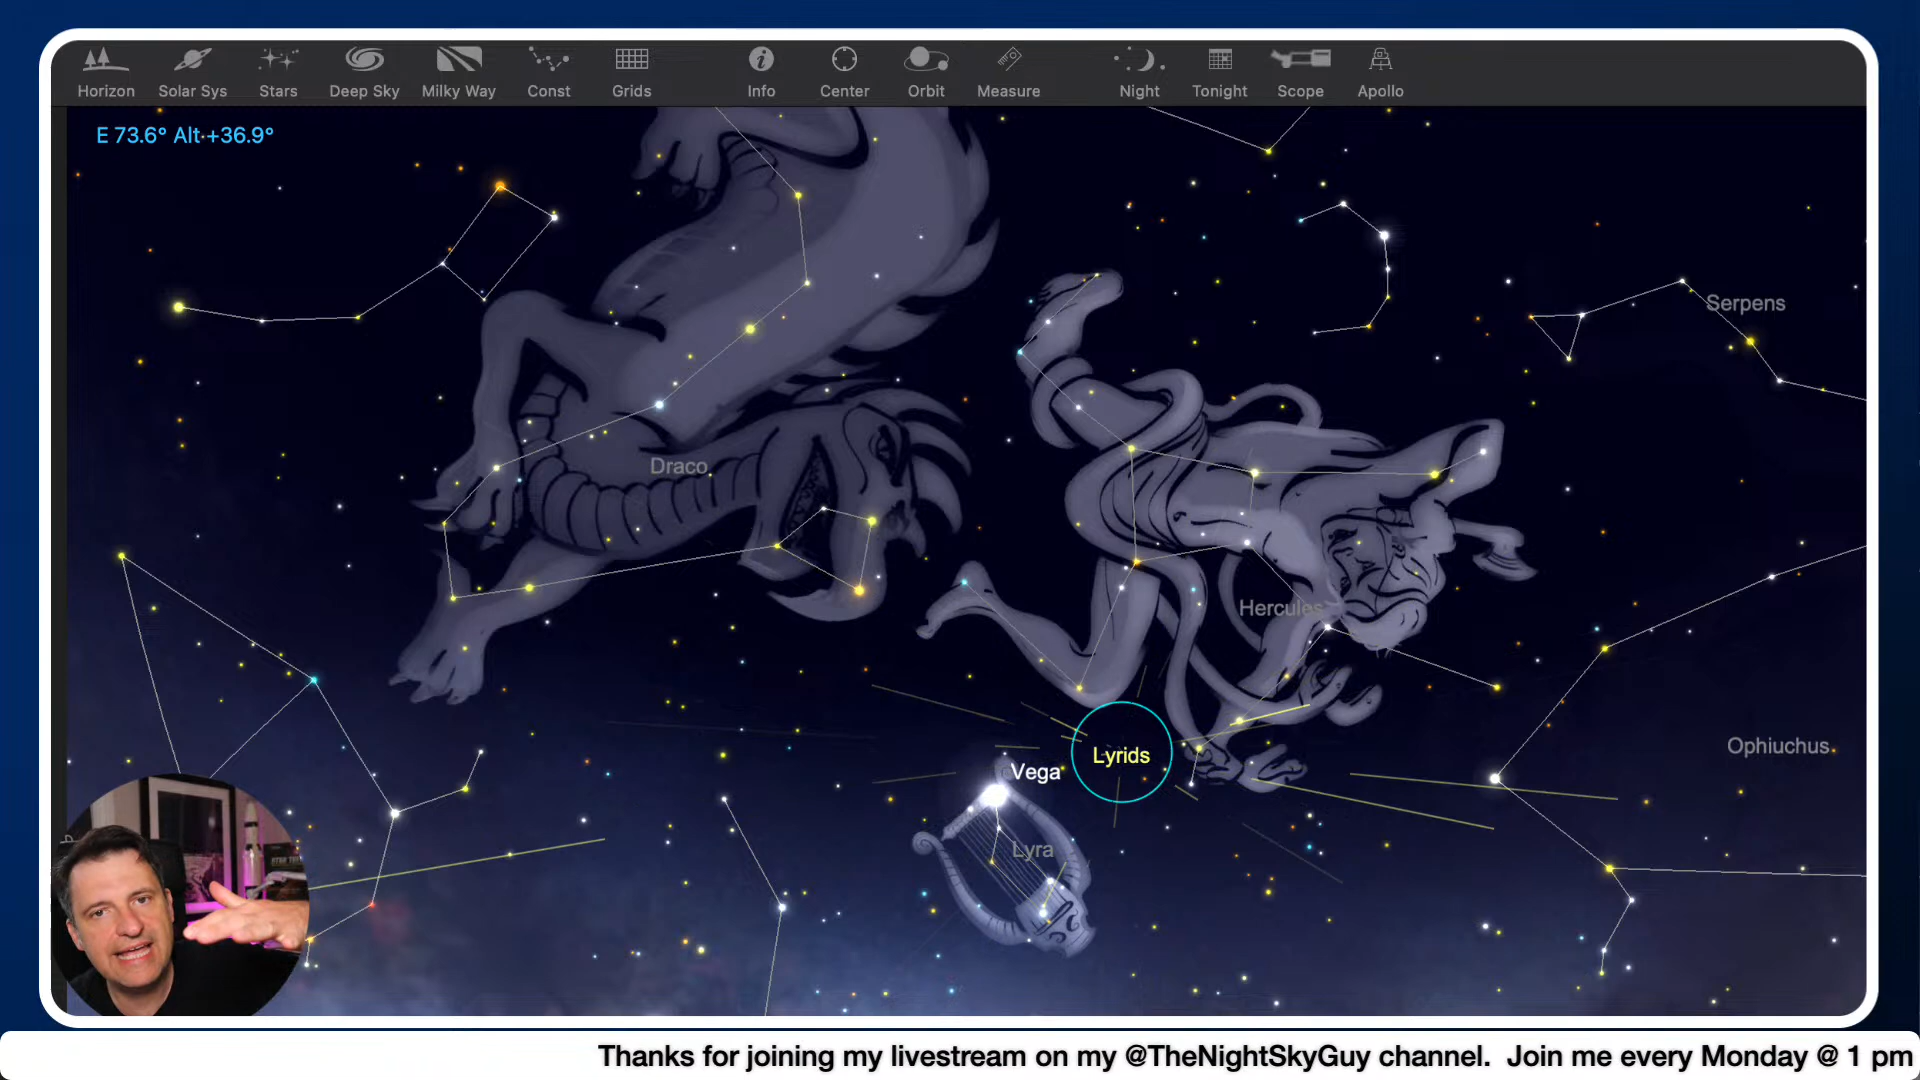 Horizon Solar Sys Stars Deep Sky Milky Way Const Grids Info Center Orbit Measure Night Tonight Scope Apollo
E 73.6° Alt +36.9°
Serpens
Draco
Hercules
Ophiuchus
Lyrids
Vega
Lyra
Thanks for joining my livestream on my @TheNightSkyGuy channel. Join me every Monday @ 1 pm